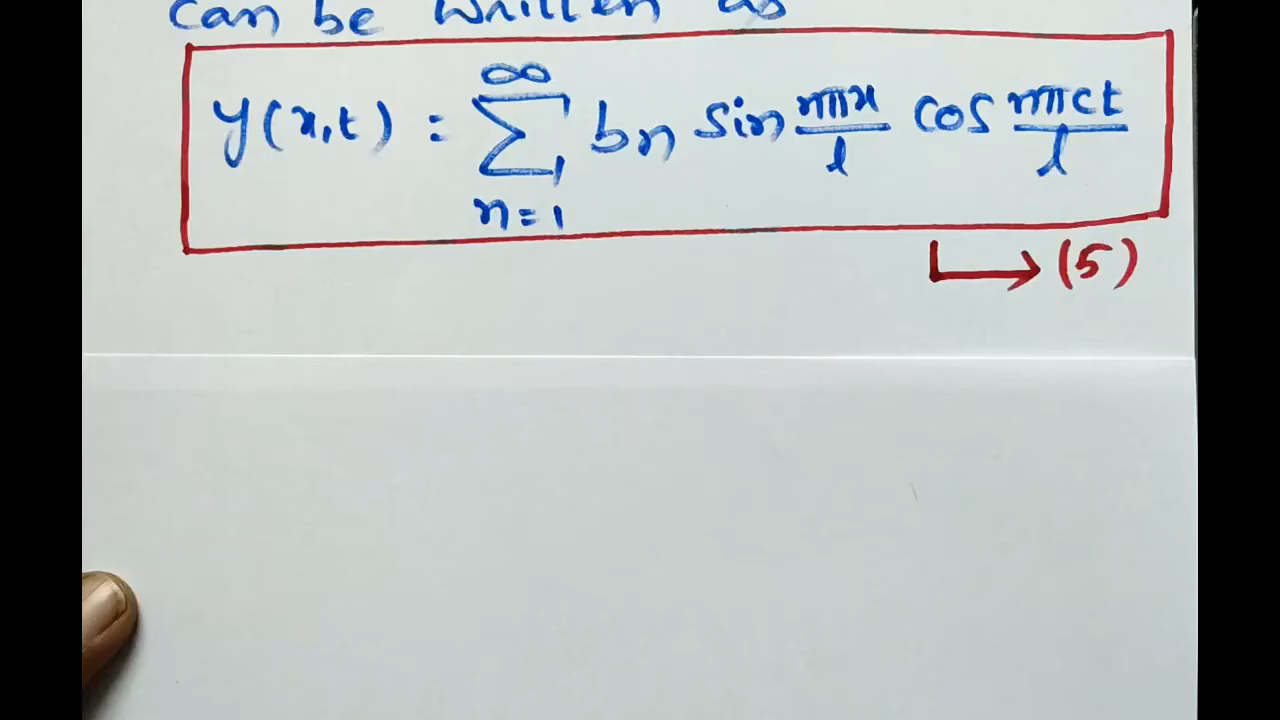 can be written as
y(x,t) = ∞∑n=1 bn sin nπx/l cos nπct/l
↳ (5)